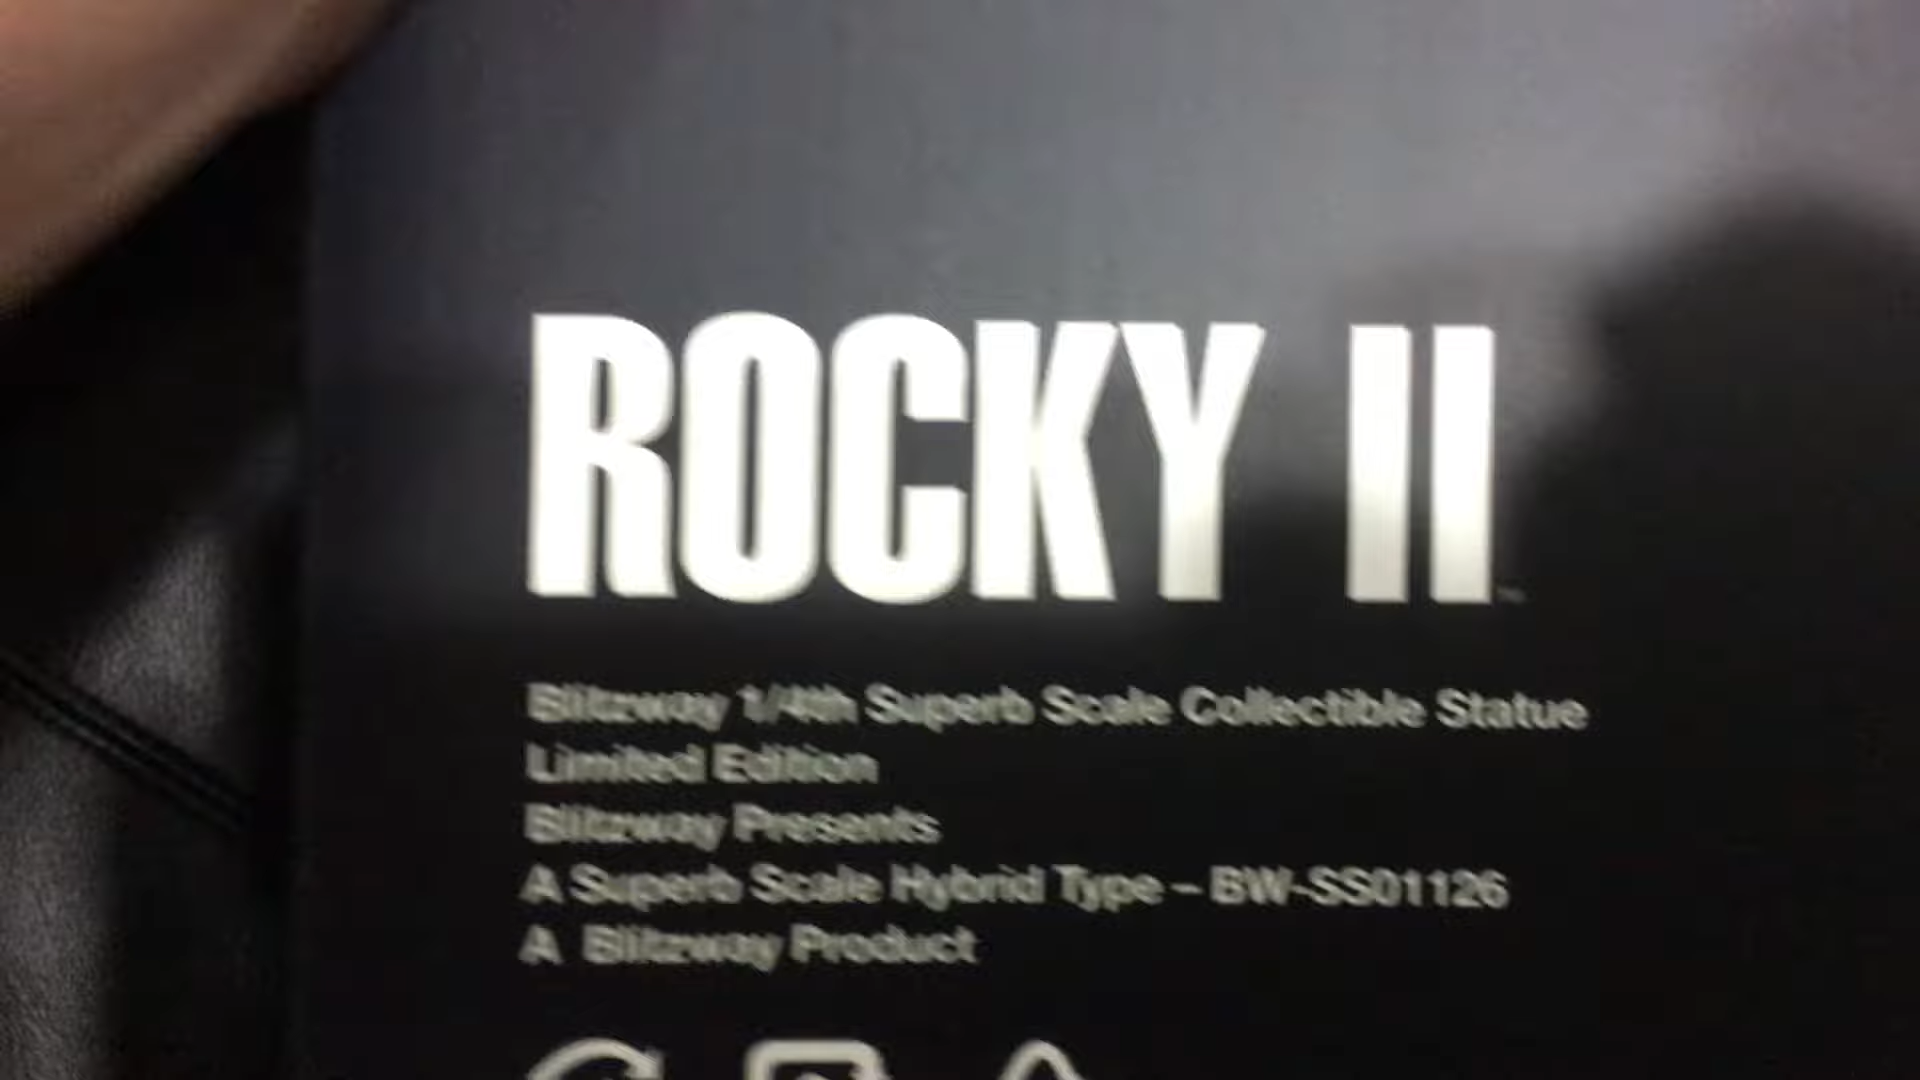 ROCKY II™
Blitzway 1/4th Superb Scale Collectible Statue
Limited Edition
Blitzway Presents
A Superb Scale Hybrid Type – BW-SS01126
A Blitzway Product